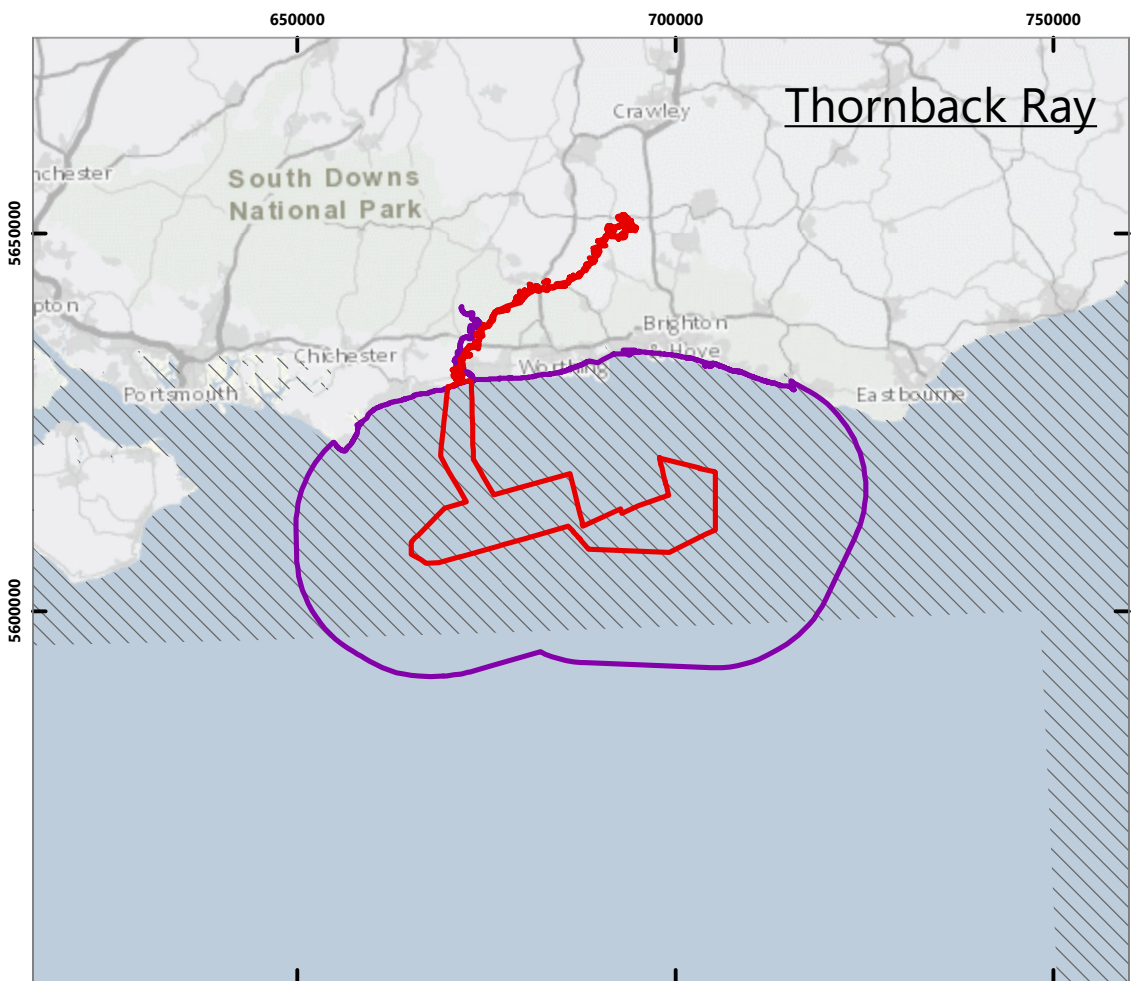 650000
700000
750000
Thornback Ray
Crawley
nchester
South Downs
National Park
5650000
pton
Brighton
& Hove
Chichester
Worthing
Portsmouth
Eastbourne
5600000